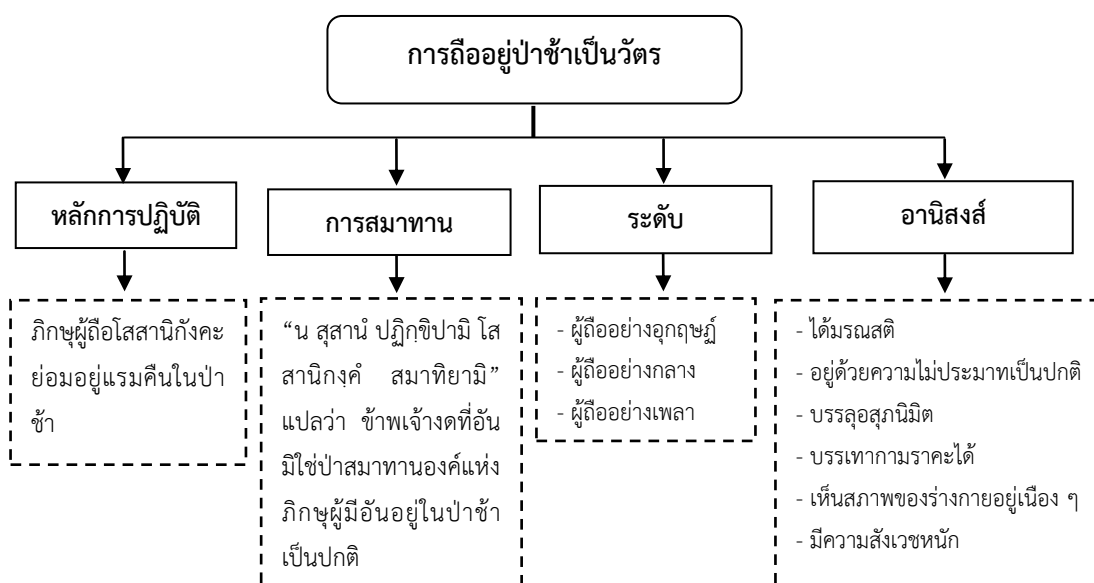 การถืออยู่ป่าช้าเป็นวัตร
หลักการปฏิบัติ
การสมาทาน
ระดับ
อานิสงส์
ภิกษุผู้ถือโสสานิกังคะ
ย่อมอยู่แรมคืนในป่า
ช้า
“น สุสานํ ปฏิกฺขิปามิ โส
สานิกงฺคํ สมาทิยามิ”
แปลว่า ข้าพเจ้างดที่อัน
มิใช่ป่าสมาทานองค์แห่ง
ภิกษุผู้มีอันอยู่ในป่าช้า
เป็นปกติ
- ผู้ถืออย่างอุกฤษฏ์
- ผู้ถืออย่างกลาง
- ผู้ถืออย่างเพลา
- ได้มรณสติ
- อยู่ด้วยความไม่ประมาทเป็นปกติ
- บรรลุอสุภนิมิต
- บรรเทากามราคะได้
- เห็นสภาพของร่างกายอยู่เนือง ๆ
- มีความสังเวชหนัก